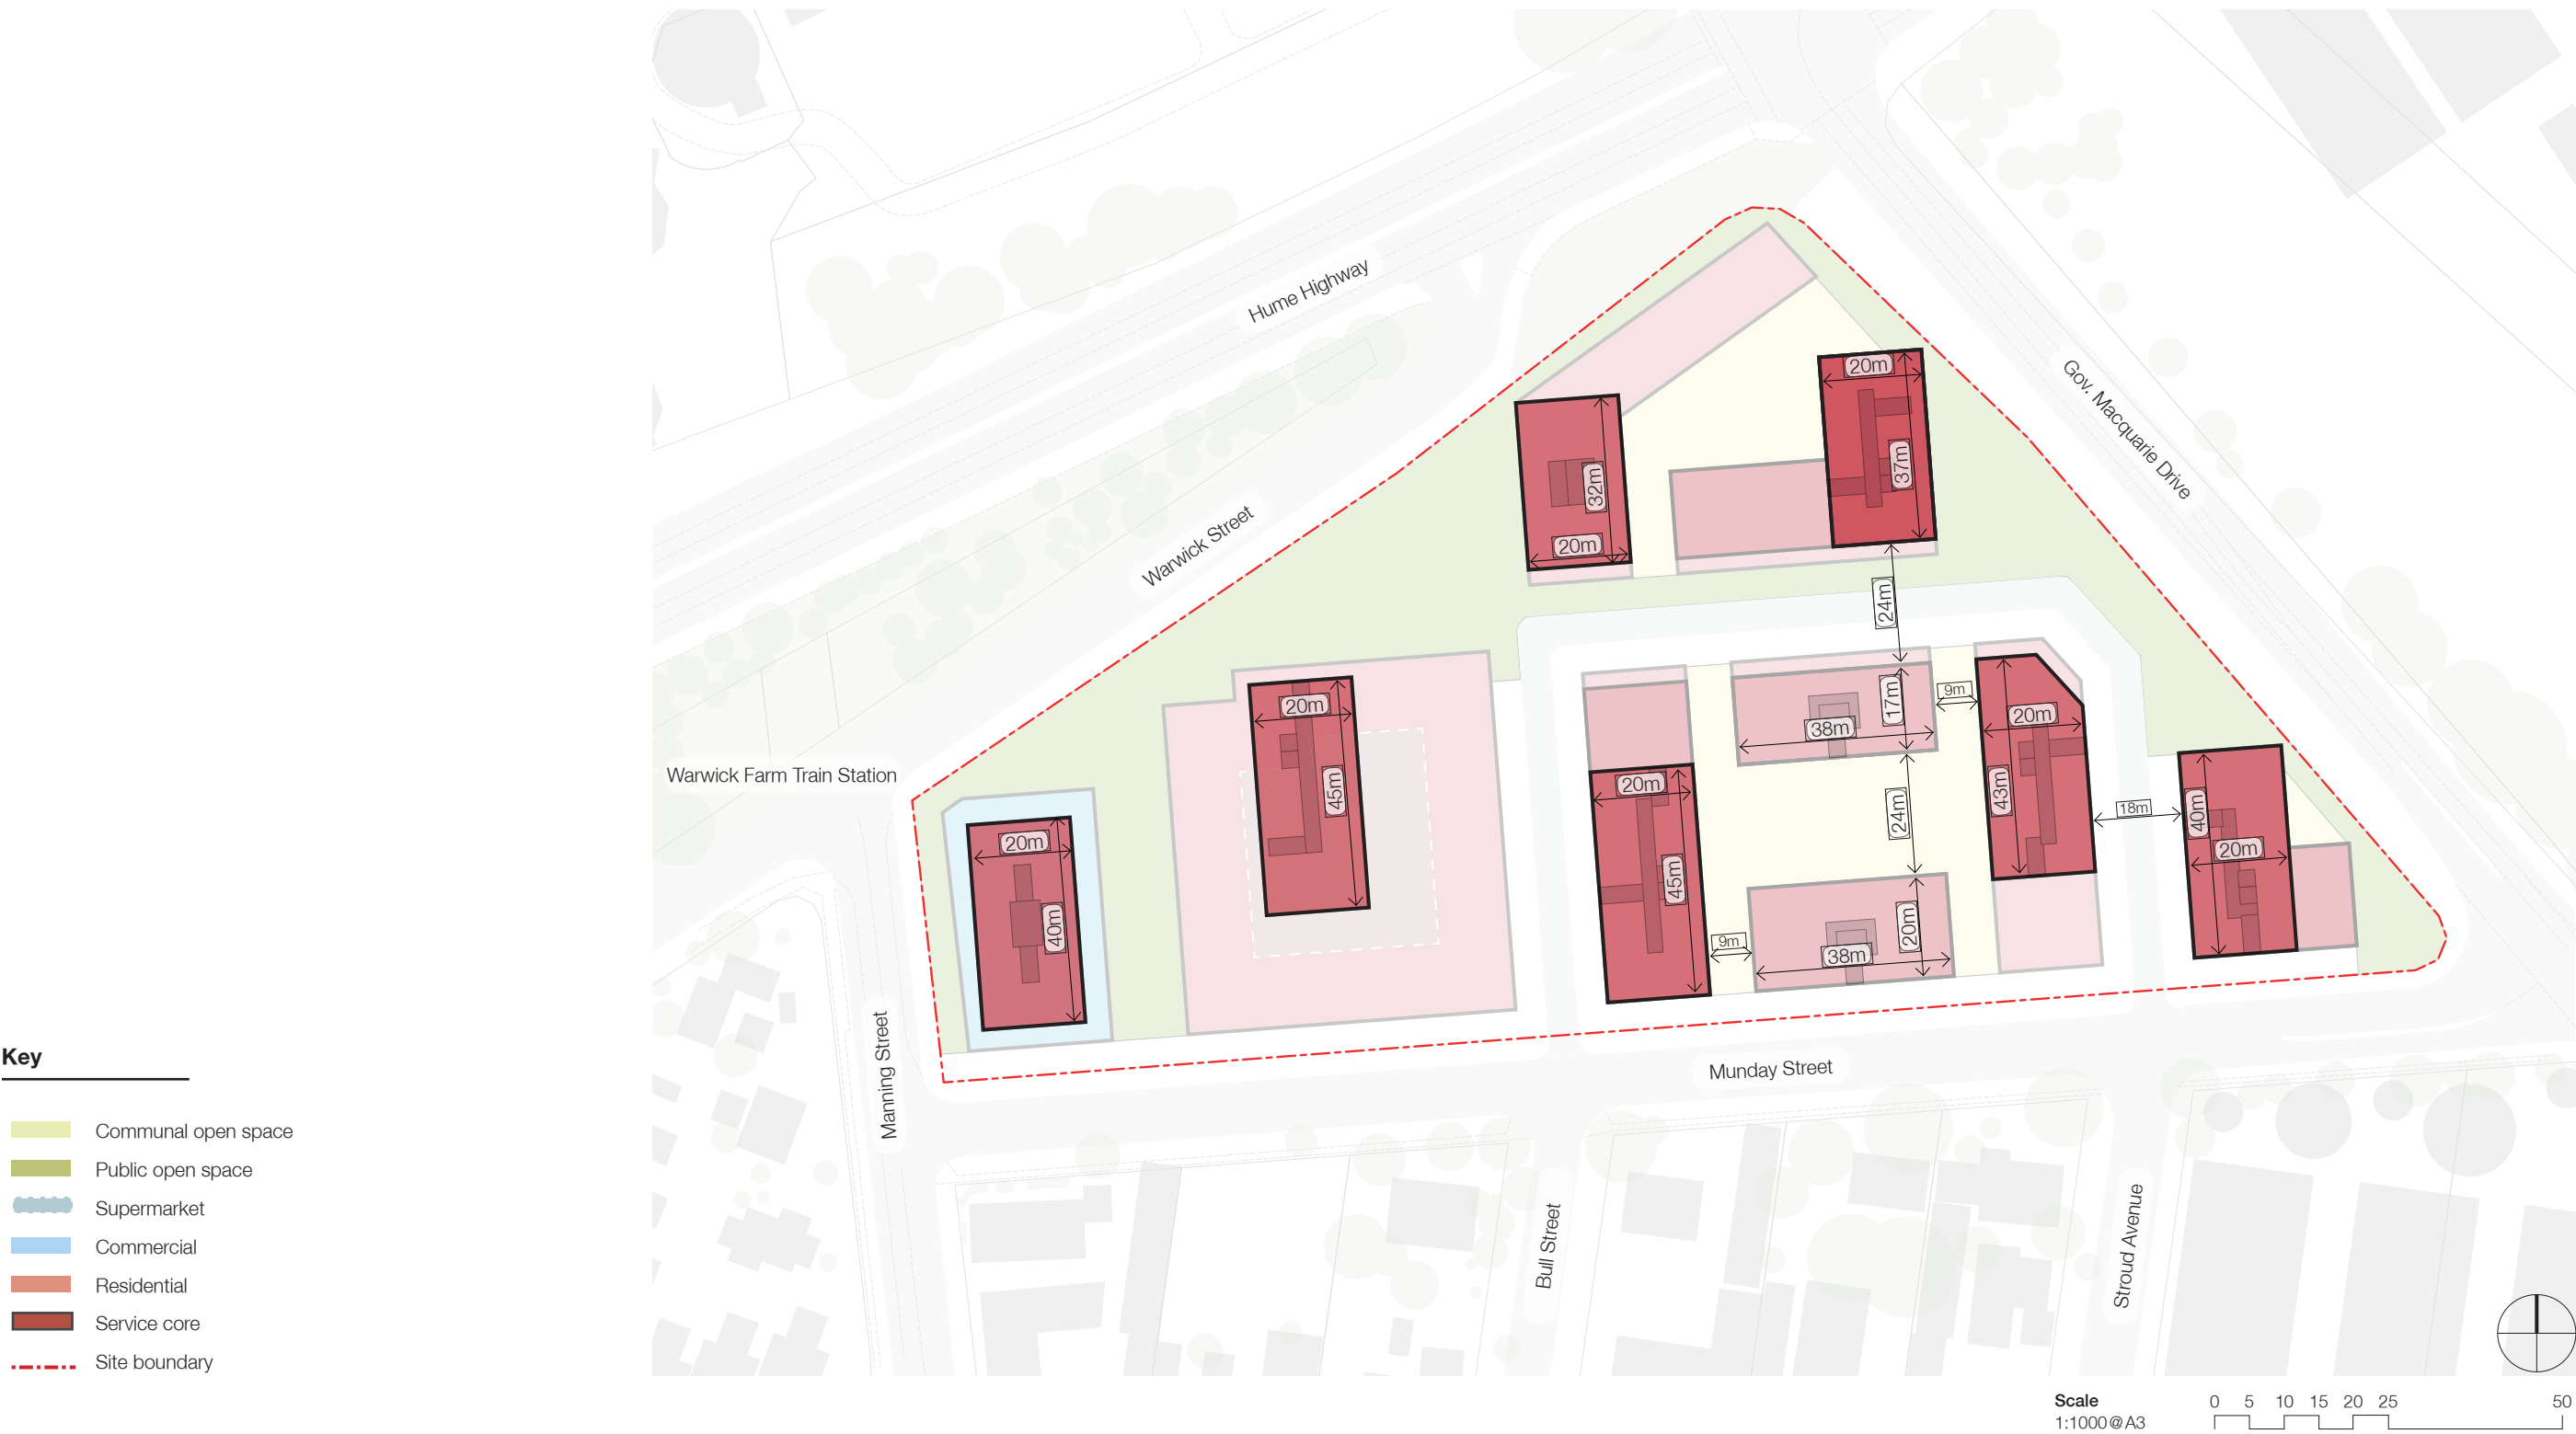 Hume Highway
Gov. Macquarie Drive
Warwick Street
Warwick Farm Train Station
Manning Street
Munday Street
Bull Street
Stroud Avenue
20m
37m
32m
20m
24m
20m
45m
17m
38m
9m
20m
43m
20m
45m
24m
18m
40m
20m
20m
40m
9m
20m
38m
Key
Communal open space
Public open space
Supermarket
Commercial
Residential
Service core
Site boundary
Scale
1:1000@A3
0 5 10 15 20 25 50